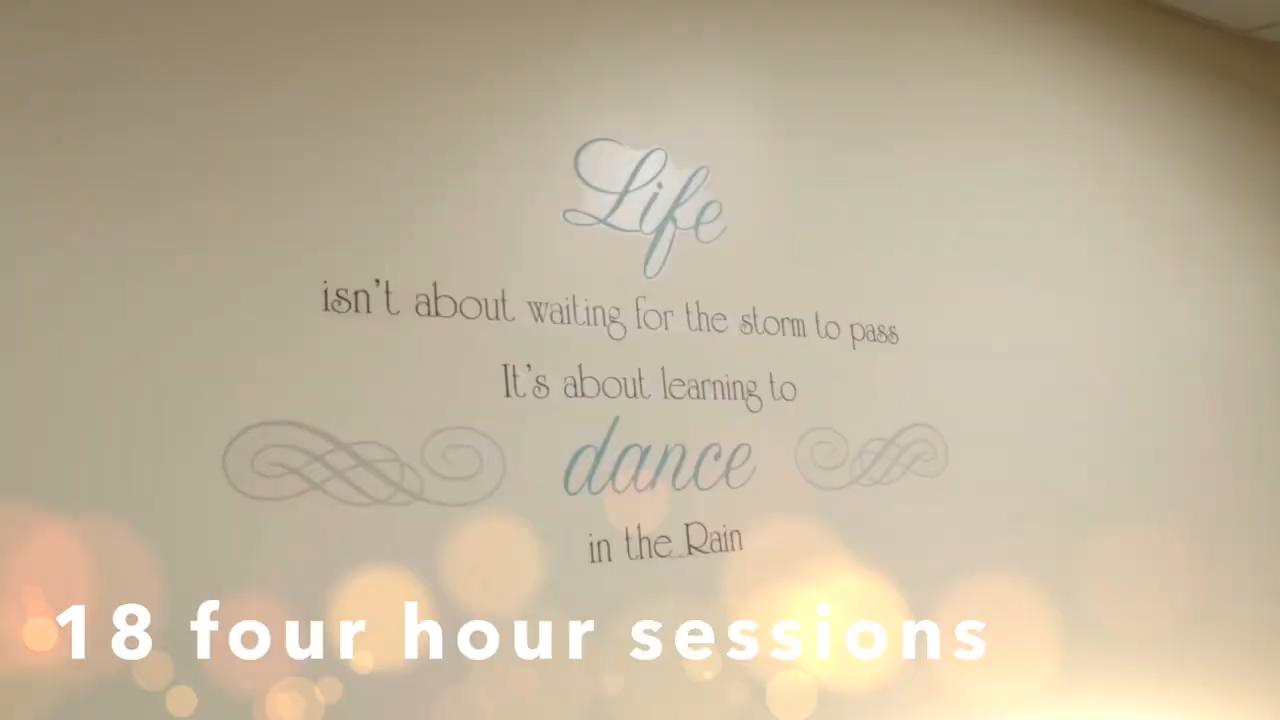 Life
isn't about waiting for the storm to pass
It's about learning to
dance
in the Rain
18 four hour sessions